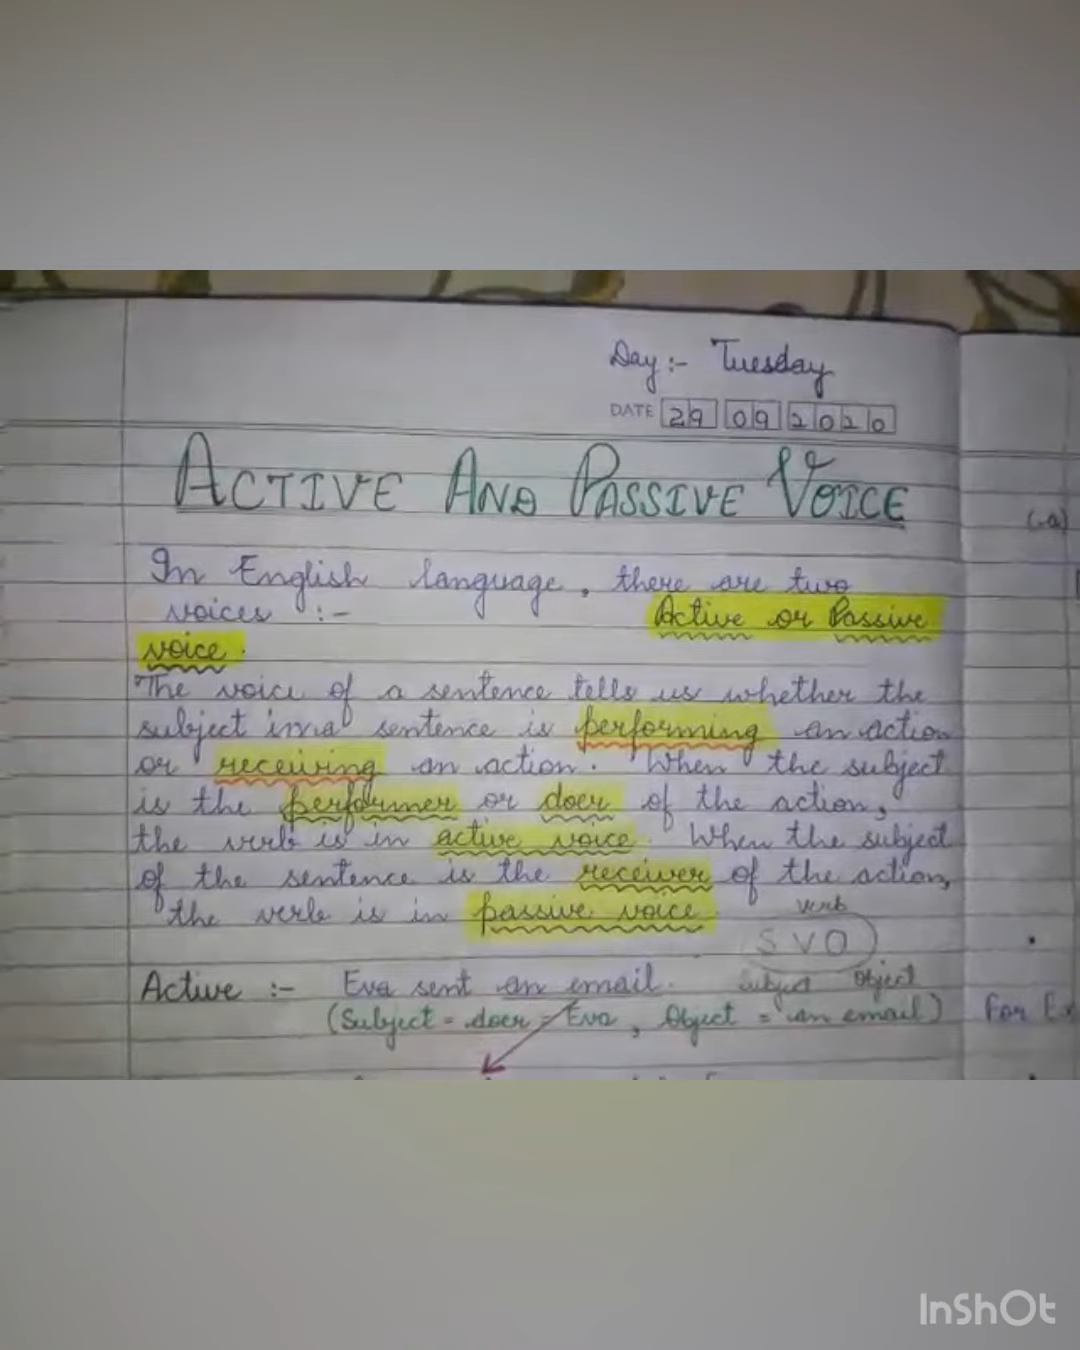 Day :- Tuesday
DATE 29 09 2020
ACTIVE AND PASSIVE VOICE
In English language, there are two
voices :- Active or Passive
voice.
The voice of a sentence tells us whether the
subject in a sentence is performing an action
or receiving an action. When the subject
is the performer or doer of the action,
the verb is in active voice. When the subject
of the sentence is the receiver of the action,
the verb is in passive voice.
verb
SVO
Subject Object
Active :- Eva sent an email.
(Subject = doer = Eva, Object = an email)
(a)
For Ex
InShOt